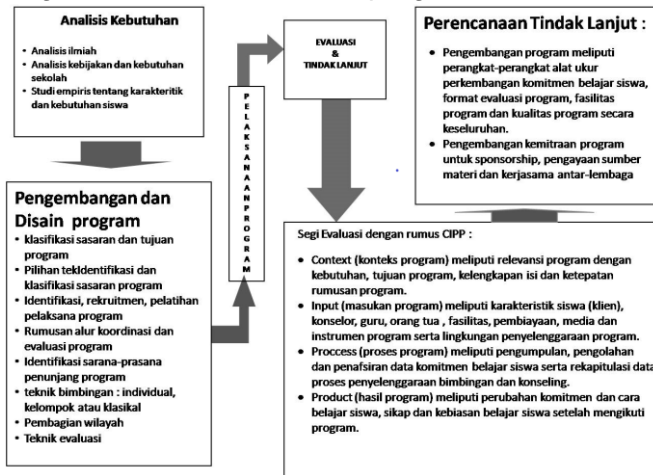 Analisis Kebutuhan
• Analisis ilmiah
• Analisis kebijakan dan kebutuhan
sekolah
• Studi empiris tentang karakteritik
dan kebutuhan siswa
Pengembangan dan
Disain program
• klasifikasi sasaran dan tujuan
program
• Pilihan tekIdentifikasi dan
klasifikasi sasaran program
• Identifikasi, rekruitmen, pelatihan
pelaksana program
• Rumusan alur koordinasi dan
evaluasi program
• Identifikasi sarana-prasana
penunjang program
• teknik bimbingan : individual,
kelompok atau klasikal
• Pembagian wilayah
• Teknik evaluasi
PELAKSANAANPROGRAM
EVALUASI
&
TINDAK LANJUT
Perencanaan Tindak Lanjut :
• Pengembangan program meliputi
perangkat-perangkat alat ukur
perkembangan komitmen belajar siswa,
format evaluasi program, fasilitas
program dan kualitas program secara
keseluruhan.
• Pengembangan kemitraan program
untuk sponsorship, pengayaan sumber
materi dan kerjasama antar-lembaga
Segi Evaluasi dengan rumus CIPP :
• Context (konteks program) meliputi relevansi program dengan
kebutuhan, tujuan program, kelengkapan isi dan ketepatan
rumusan program.
• Input (masukan program) meliputi karakteristik siswa (klien),
konselor, guru, orang tua , fasilitas, pembiayaan, media dan
instrumen program serta lingkungan penyelenggaraan program.
• Proccess (proses program) meliputi pengumpulan, pengolahan
dan penafsiran data komitmen belajar siswa serta rekapitulasi data
proses penyelenggaraan bimbingan dan konseling.
• Product (hasil program) meliputi perubahan komitmen dan cara
belajar siswa, sikap dan kebiasan belajar siswa setelah mengikuti
program.